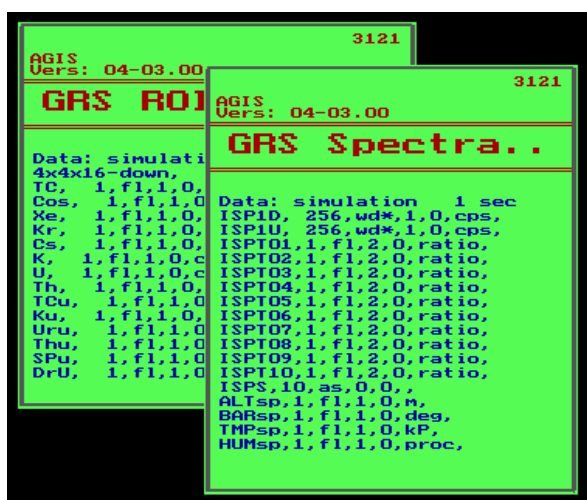 3121
AGIS
Vers: 04-03.00
GRS ROI
Data: simulati
4x4x16-down,
TC, 1,fl,1,0,
Cos, 1,fl,1,0
Xe, 1,fl,1,0,
Kr, 1,fl,1,0,
Cs, 1,fl,1,0,
K, 1,fl,1,0,c
U, 1,fl,1,0,c
Th, 1,fl,1,0,
TCu, 1,fl,1,0
Ku, 1,fl,1,0,
Uru, 1,fl,1,0
Thu, 1,fl,1,0
SPu, 1,fl,1,0
DrU, 1,fl,1,0
3121
AGIS
Vers: 04-03.00
GRS Spectra..
Data: simulation 1 sec
ISP1D, 256,wd*,1,0,cps,
ISP1U, 256,wd*,1,0,cps,
ISPT01,1,fl,2,0,ratio,
ISPT02,1,fl,2,0,ratio,
ISPT03,1,fl,2,0,ratio,
ISPT04,1,fl,2,0,ratio,
ISPT05,1,fl,2,0,ratio,
ISPT06,1,fl,2,0,ratio,
ISPT07,1,fl,2,0,ratio,
ISPT08,1,fl,2,0,ratio,
ISPT09,1,fl,2,0,ratio,
ISPT10,1,fl,2,0,ratio,
ISPS,10,as,0,0,,
ALTsp,1,fl,1,0,m,
BARsp,1,fl,1,0,deg,
TMPsp,1,fl,1,0,kP,
HUMsp,1,fl,1,0,proc,